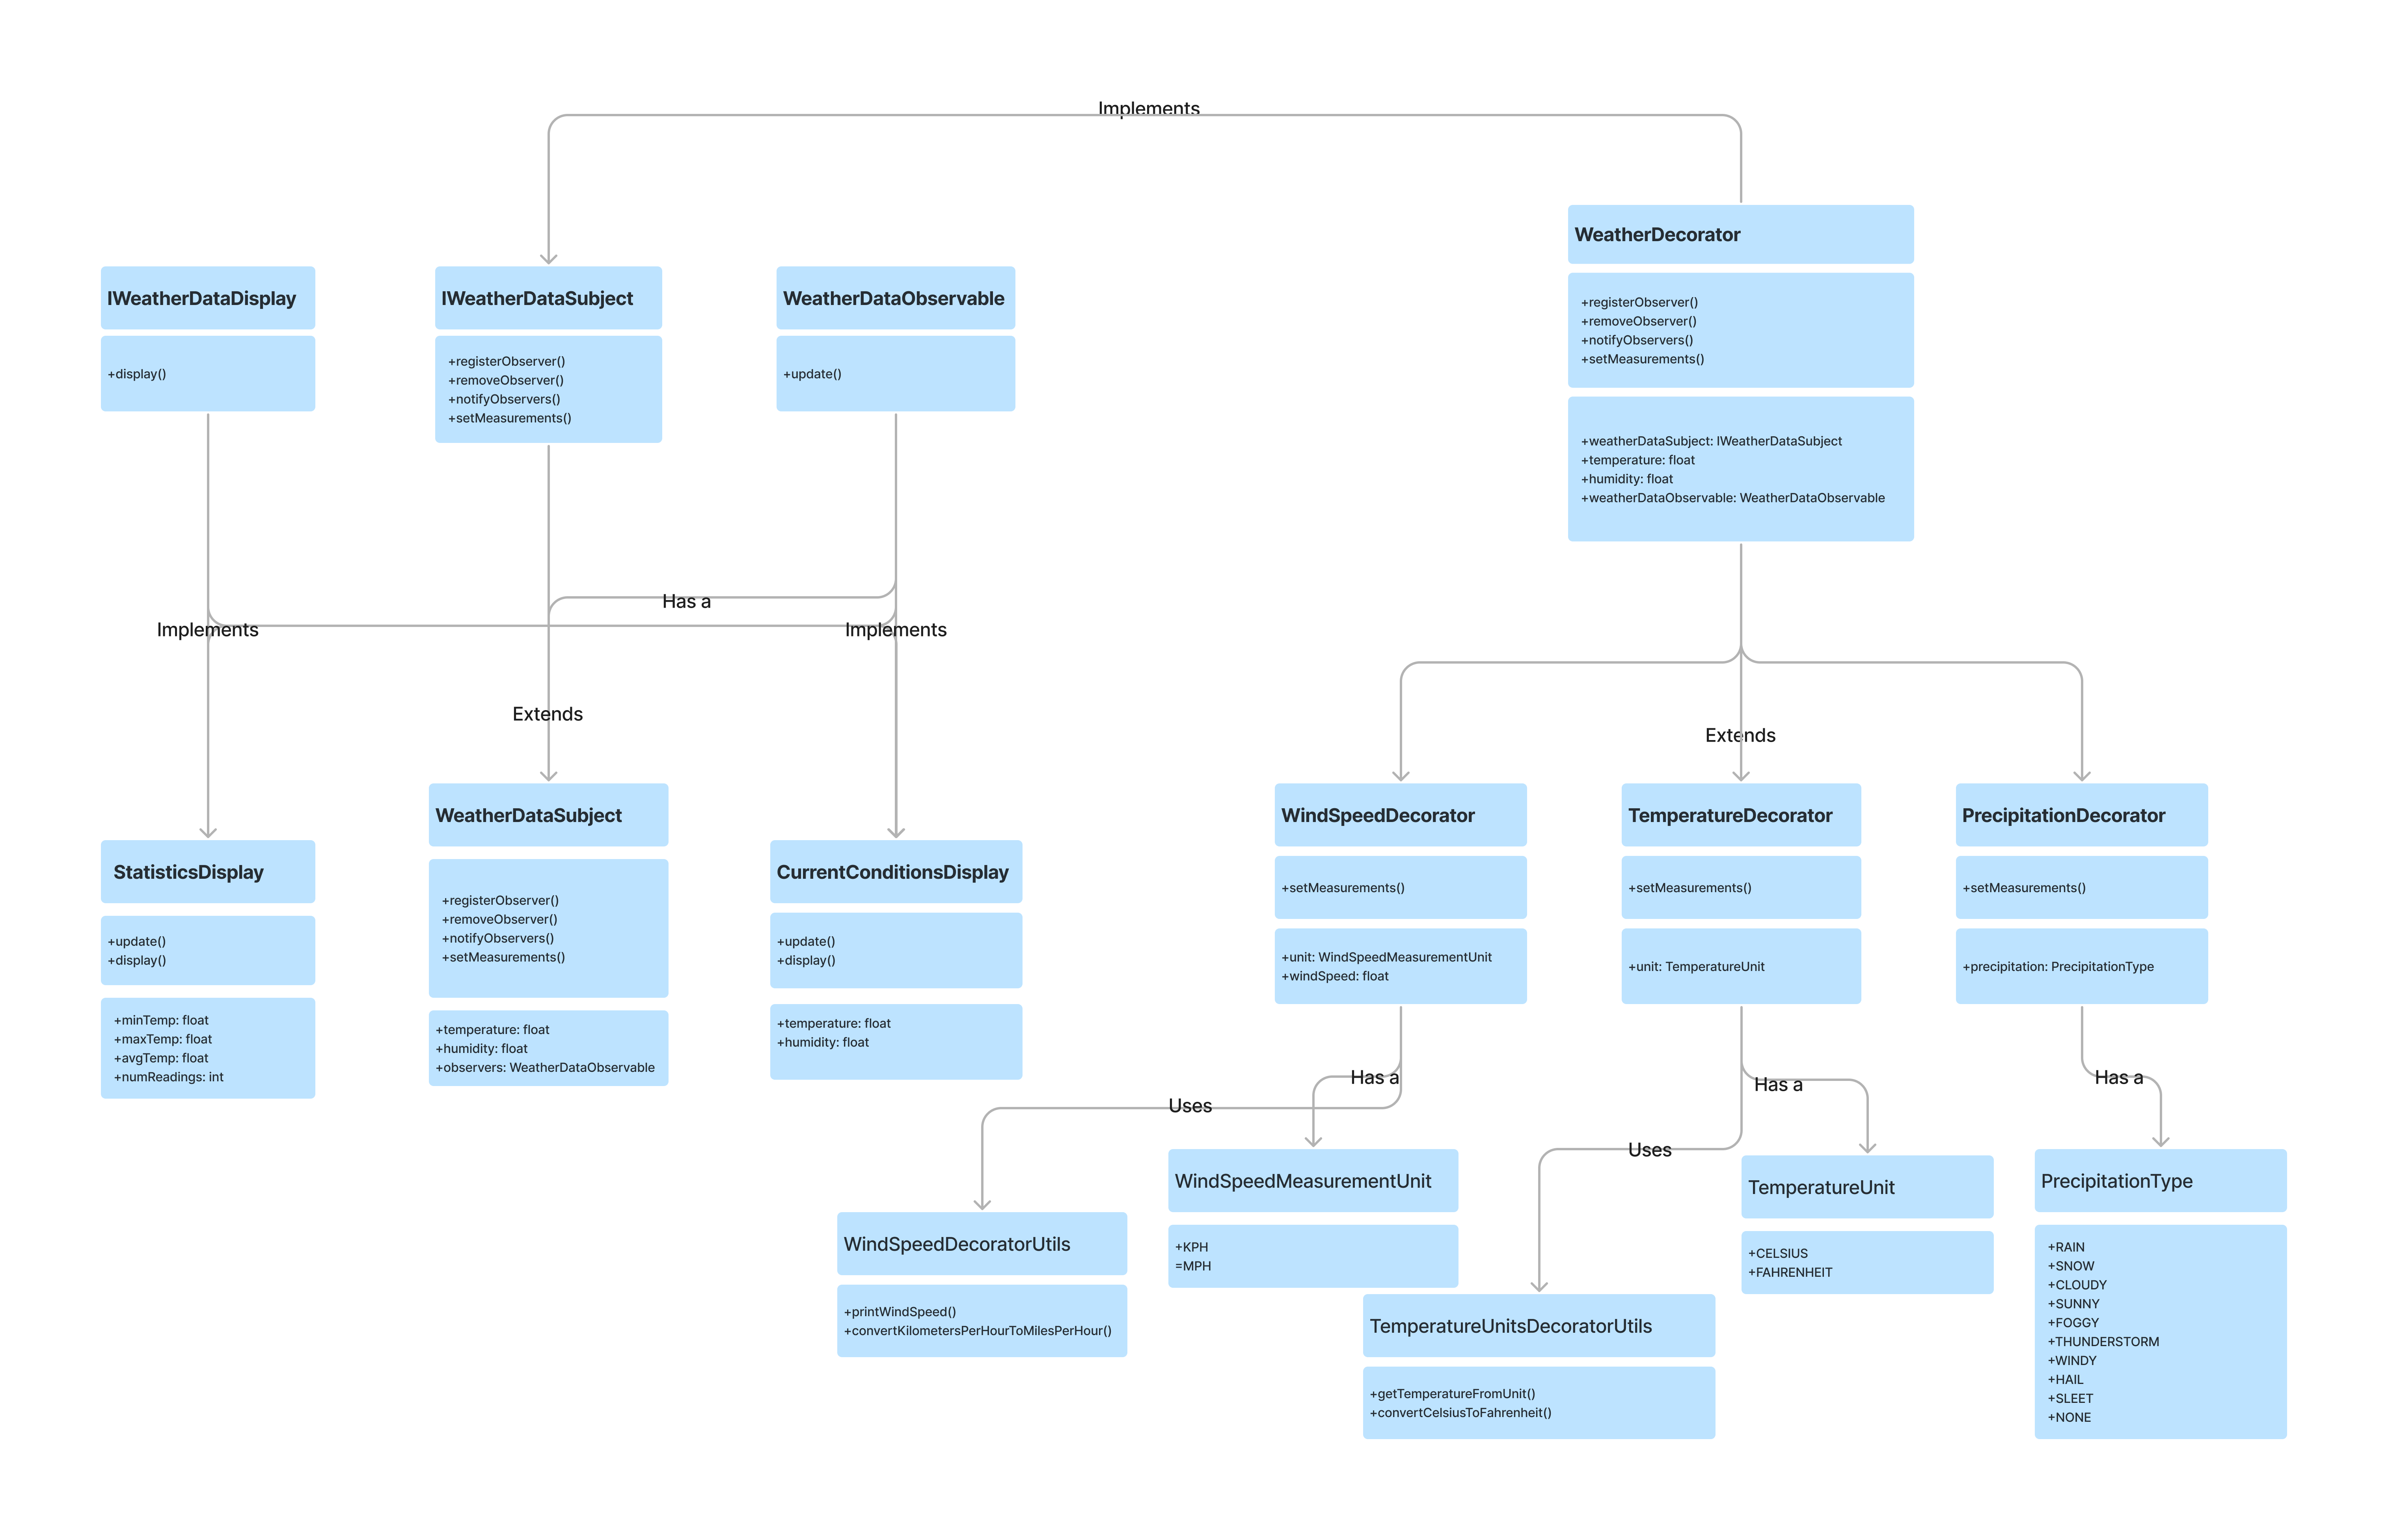 Implements
WeatherDecorator
+registerObserver()
+removeObserver()
+notifyObservers()
+setMeasurements()
+weatherDataSubject: IWeatherDataSubject
+temperature: float
+humidity: float
+weatherDataObservable: WeatherDataObservable
IWeatherDataDisplay
+display()
IWeatherDataSubject
+registerObserver()
+removeObserver()
+notifyObservers()
+setMeasurements()
WeatherDataObservable
+update()
Has a
Implements
Implements
Extends
Extends
StatisticsDisplay
+update()
+display()
+minTemp: float
+maxTemp: float
+avgTemp: float
+numReadings: int
WeatherDataSubject
+registerObserver()
+removeObserver()
+notifyObservers()
+setMeasurements()
+temperature: float
+humidity: float
+observers: WeatherDataObservable
CurrentConditionsDisplay
+update()
+display()
+temperature: float
+humidity: float
WindSpeedDecorator
+setMeasurements()
+unit: WindSpeedMeasurementUnit
+windSpeed: float
TemperatureDecorator
+setMeasurements()
+unit: TemperatureUnit
PrecipitationDecorator
+setMeasurements()
+precipitation: PrecipitationType
Has a
Uses
Has a
Uses
Has a
WindSpeedDecoratorUtils
+printWindSpeed()
+convertKilometersPerHourToMilesPerHour()
WindSpeedMeasurementUnit
+KPH
=MPH
TemperatureUnitsDecoratorUtils
+getTemperatureFromUnit()
+convertCelsiusToFahrenheit()
TemperatureUnit
+CELSIUS
+FAHRENHEIT
PrecipitationType
+RAIN
+SNOW
+CLOUDY
+SUNNY
+FOGGY
+THUNDERSTORM
+WINDY
+HAIL
+SLEET
+NONE